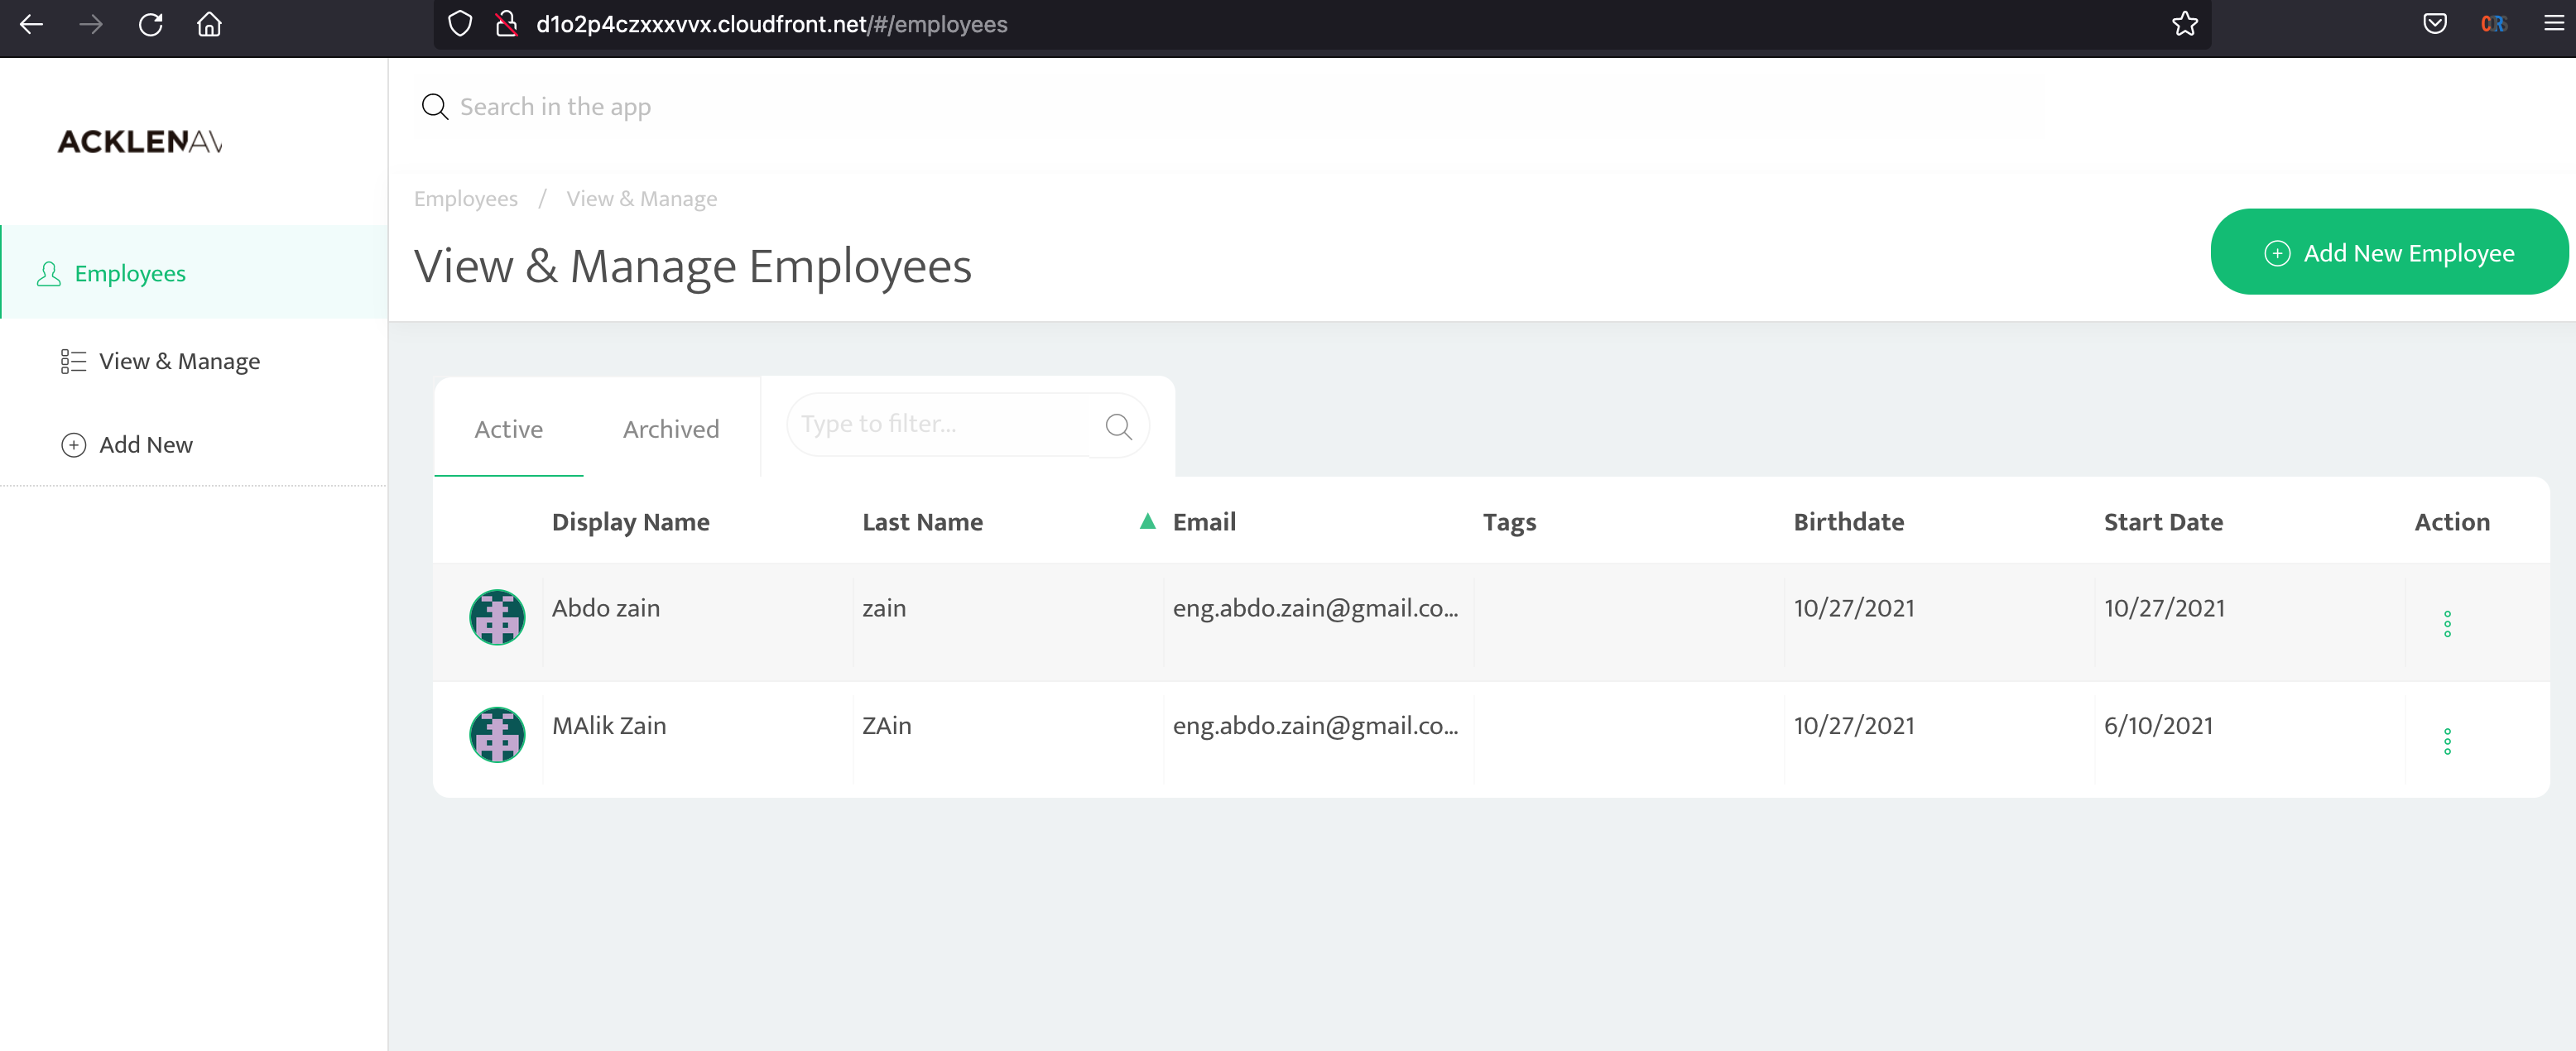 d1o2p4czxxxvvx.cloudfront.net/#/employees
ACKLENAV
Search in the app
Employees / View & Manage
View & Manage Employees
Add New Employee
Employees
View & Manage
Add New
Active Archived Type to filter...
Display Name Last Name Email Tags Birthdate Start Date Action
Abdo zain zain eng.abdo.zain@gmail.co... 10/27/2021 10/27/2021
MAlik Zain ZAin eng.abdo.zain@gmail.co... 10/27/2021 6/10/2021